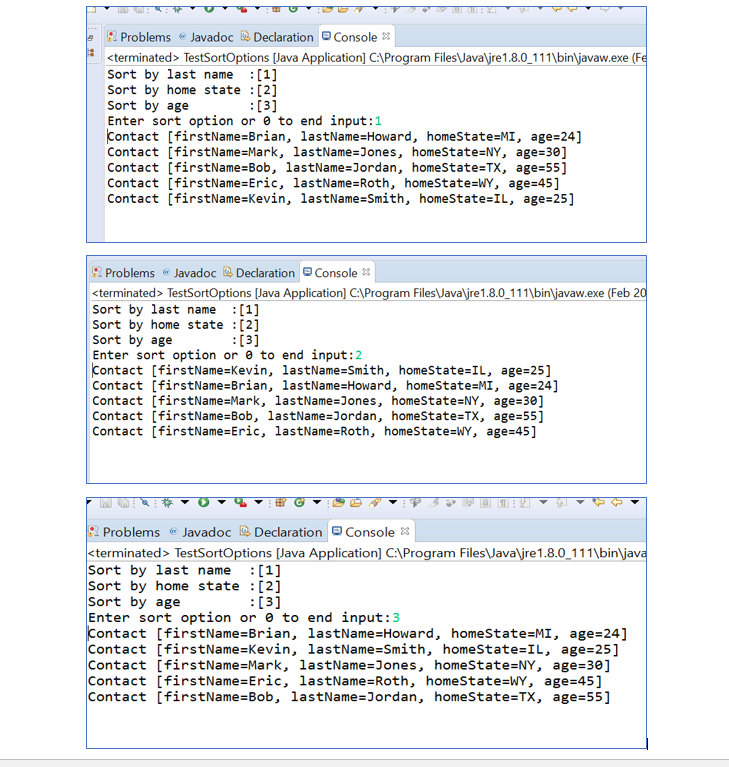 Problems @ Javadoc Declaration Console
<terminated> TestSortOptions [Java Application] C:\Program Files\Java\jre1.8.0_111\bin\javaw.exe (Fe
Sort by last name  :[1]
Sort by home state :[2]
Sort by age        :[3]
Enter sort option or 0 to end input:1
Contact [firstName=Brian, lastName=Howard, homeState=MI, age=24]
Contact [firstName=Mark, lastName=Jones, homeState=NY, age=30]
Contact [firstName=Bob, lastName=Jordan, homeState=TX, age=55]
Contact [firstName=Eric, lastName=Roth, homeState=WY, age=45]
Contact [firstName=Kevin, lastName=Smith, homeState=IL, age=25]
Problems @ Javadoc Declaration Console
<terminated> TestSortOptions [Java Application] C:\Program Files\Java\jre1.8.0_111\bin\javaw.exe (Feb 20
Sort by last name  :[1]
Sort by home state :[2]
Sort by age        :[3]
Enter sort option or 0 to end input:2
Contact [firstName=Kevin, lastName=Smith, homeState=IL, age=25]
Contact [firstName=Brian, lastName=Howard, homeState=MI, age=24]
Contact [firstName=Mark, lastName=Jones, homeState=NY, age=30]
Contact [firstName=Bob, lastName=Jordan, homeState=TX, age=55]
Contact [firstName=Eric, lastName=Roth, homeState=WY, age=45]
Problems @ Javadoc Declaration Console
<terminated> TestSortOptions [Java Application] C:\Program Files\Java\jre1.8.0_111\bin\java
Sort by last name  :[1]
Sort by home state :[2]
Sort by age        :[3]
Enter sort option or 0 to end input:3
Contact [firstName=Brian, lastName=Howard, homeState=MI, age=24]
Contact [firstName=Kevin, lastName=Smith, homeState=IL, age=25]
Contact [firstName=Mark, lastName=Jones, homeState=NY, age=30]
Contact [firstName=Eric, lastName=Roth, homeState=WY, age=45]
Contact [firstName=Bob, lastName=Jordan, homeState=TX, age=55]